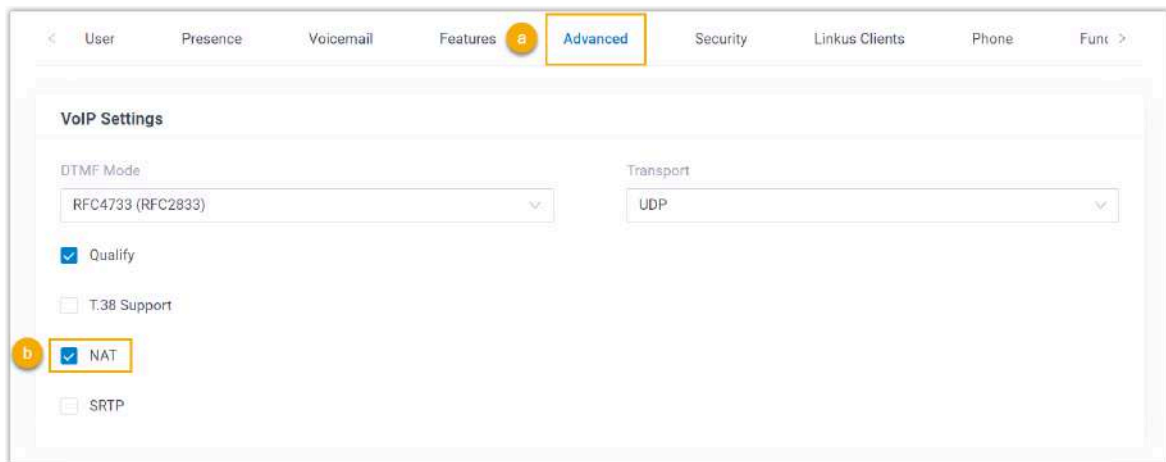 < User Presence Voicemail Features a Advanced Security Linkus Clients Phone Func >
VoIP Settings
DTMF Mode Transport
RFC4733 (RFC2833) UDP
Qualify
T.38 Support
b NAT
SRTP